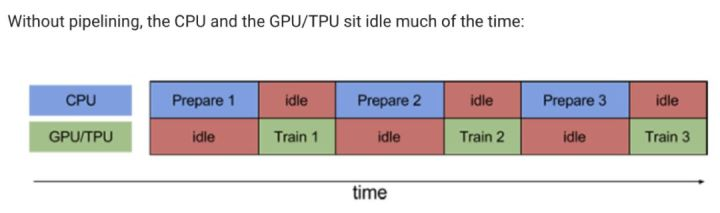 Without pipelining, the CPU and the GPU/TPU sit idle much of the time:
CPU Prepare 1 idle Prepare 2 idle Prepare 3 idle
GPU/TPU idle Train 1 idle Train 2 idle Train 3
time